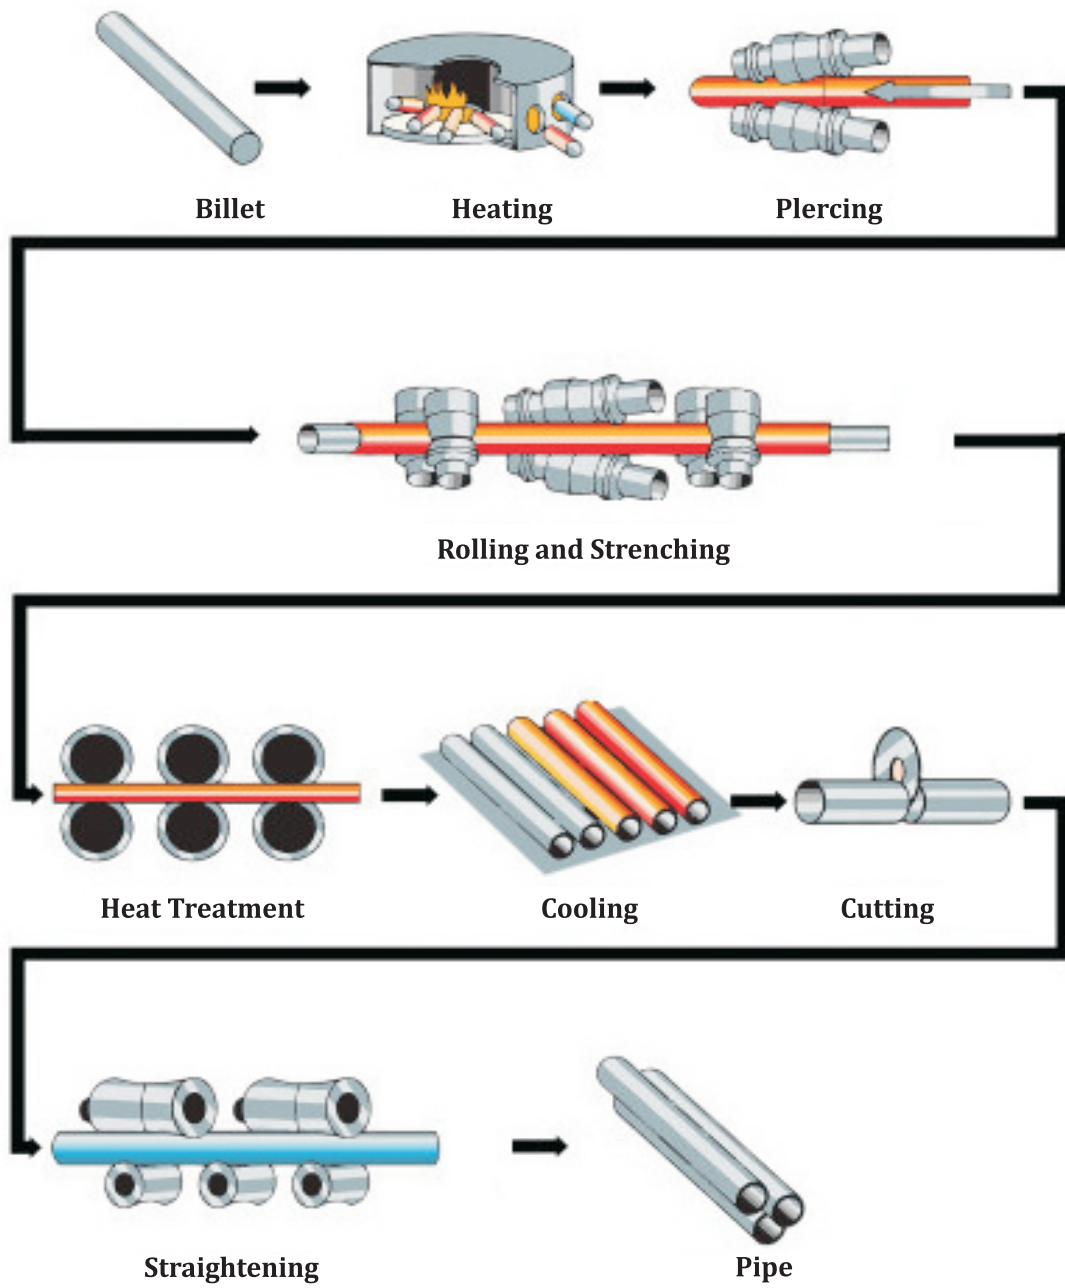 Billet
Heating
Plercing
Rolling and Strenching
Heat Treatment
Cooling
Cutting
Straightening
Pipe